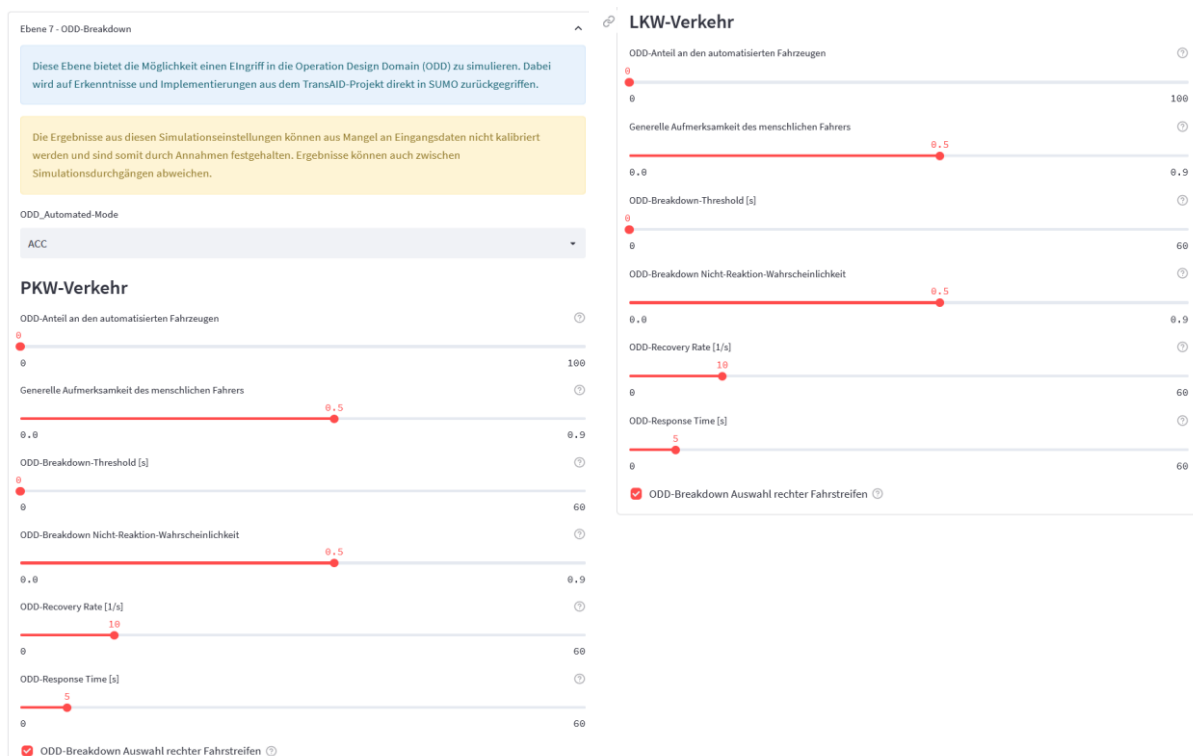 Ebene 7 - ODD-Breakdown
Diese Ebene bietet die Möglichkeit einen EIngriff in die Operation Design Domain (ODD) zu simulieren. Dabei
wird auf Erkenntnisse und Implementierungen aus dem TransAID-Projekt direkt in SUMO zurückgegriffen.
Die Ergebnisse aus diesen Simulationseinstellungen können aus Mangel an Eingangsdaten nicht kalibriert
werden und sind somit durch Annahmen festgehalten. Ergebnisse können auch zwischen
Simulationsdurchgängen abweichen.
ODD_Automated-Mode
ACC
PKW-Verkehr
ODD-Anteil an den automatisierten Fahrzeugen
0
0 100
Generelle Aufmerksamkeit des menschlichen Fahrers
0.5
0.0 0.9
ODD-Breakdown-Threshold [s]
0
0 60
ODD-Breakdown Nicht-Reaktion-Wahrscheinlichkeit
0.5
0.0 0.9
ODD-Recovery Rate [1/s]
10
0 60
ODD-Response Time [s]
5
0 60
ODD-Breakdown Auswahl rechter Fahrstreifen
LKW-Verkehr
ODD-Anteil an den automatisierten Fahrzeugen
0
0 100
Generelle Aufmerksamkeit des menschlichen Fahrers
0.5
0.0 0.9
ODD-Breakdown-Threshold [s]
0
0 60
ODD-Breakdown Nicht-Reaktion-Wahrscheinlichkeit
0.5
0.0 0.9
ODD-Recovery Rate [1/s]
10
0 60
ODD-Response Time [s]
5
0 60
ODD-Breakdown Auswahl rechter Fahrstreifen